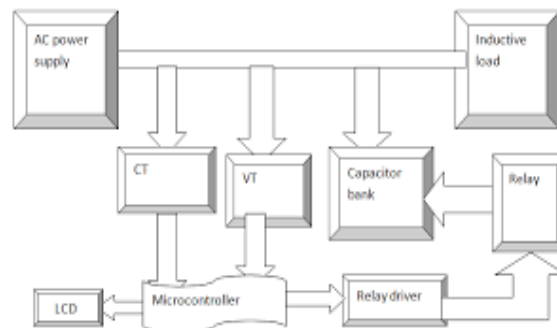 AC power
supply
Inductive
load
CT
VT
Capacitor
bank
Relay
LCD
Microcontroller
Relay driver